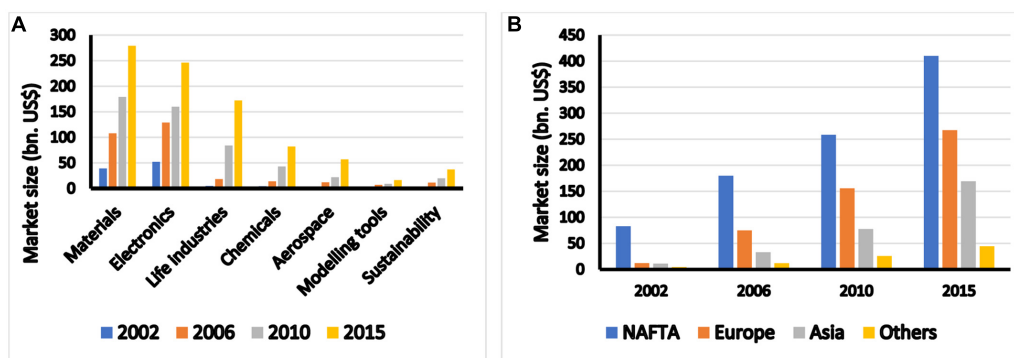 A
Market size (bn. US$)
300
250
200
150
100
50
0
Materials
Electronics
Life industries
Chemicals
Aerospace
Modelling tools
Sustainability
2002 2006 2010 2015
B
Market size (bn. US$)
450
400
350
300
250
200
150
100
50
0
2002 2006 2010 2015
NAFTA Europe Asia Others